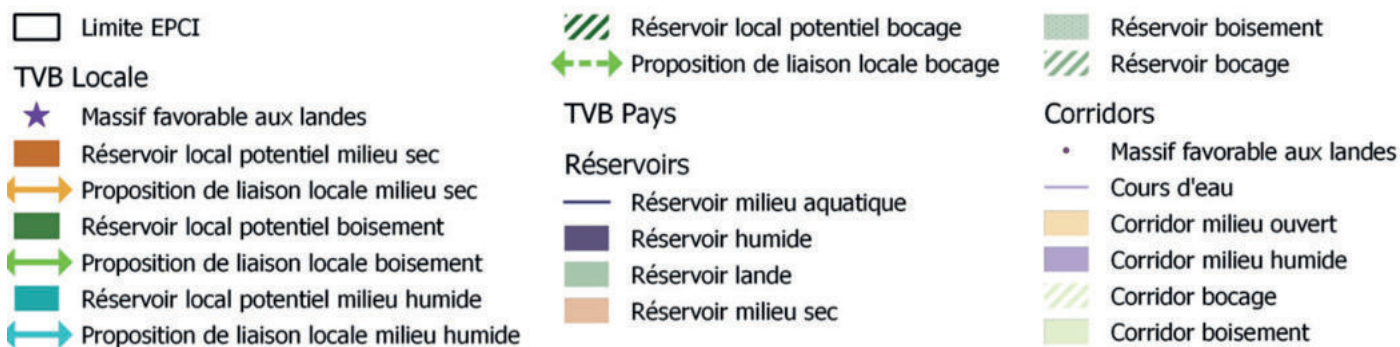 Limite EPCI
TVB Locale
Massif favorable aux landes
Réservoir local potentiel milieu sec
Proposition de liaison locale milieu sec
Réservoir local potentiel boisement
Proposition de liaison locale boisement
Réservoir local potentiel milieu humide
Proposition de liaison locale milieu humide
Réservoir local potentiel bocage
Proposition de liaison locale bocage
TVB Pays
Réservoirs
Réservoir milieu aquatique
Réservoir humide
Réservoir lande
Réservoir milieu sec
Réservoir boisement
Réservoir bocage
Corridors
Massif favorable aux landes
Cours d'eau
Corridor milieu ouvert
Corridor milieu humide
Corridor bocage
Corridor boisement